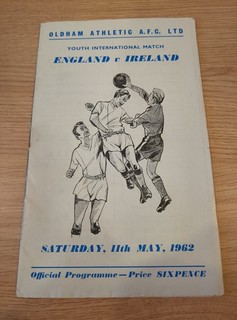 OLDHAM ATHLETIC A.F.C. LTD
YOUTH INTERNATIONAL MATCH
ENGLAND v IRELAND
SATURDAY, 11th MAY, 1962
Official Programme—Price SIXPENCE